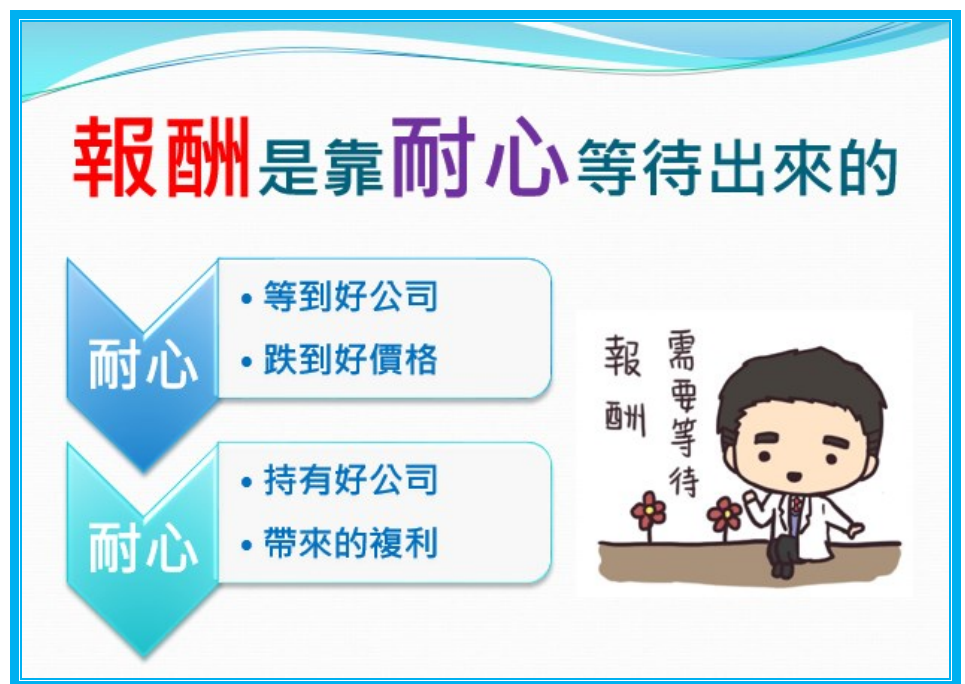 報酬是靠耐心等待出來的
耐心
• 等到好公司
• 跌到好價格
耐心
• 持有好公司
• 帶來的複利
報酬
需要等待